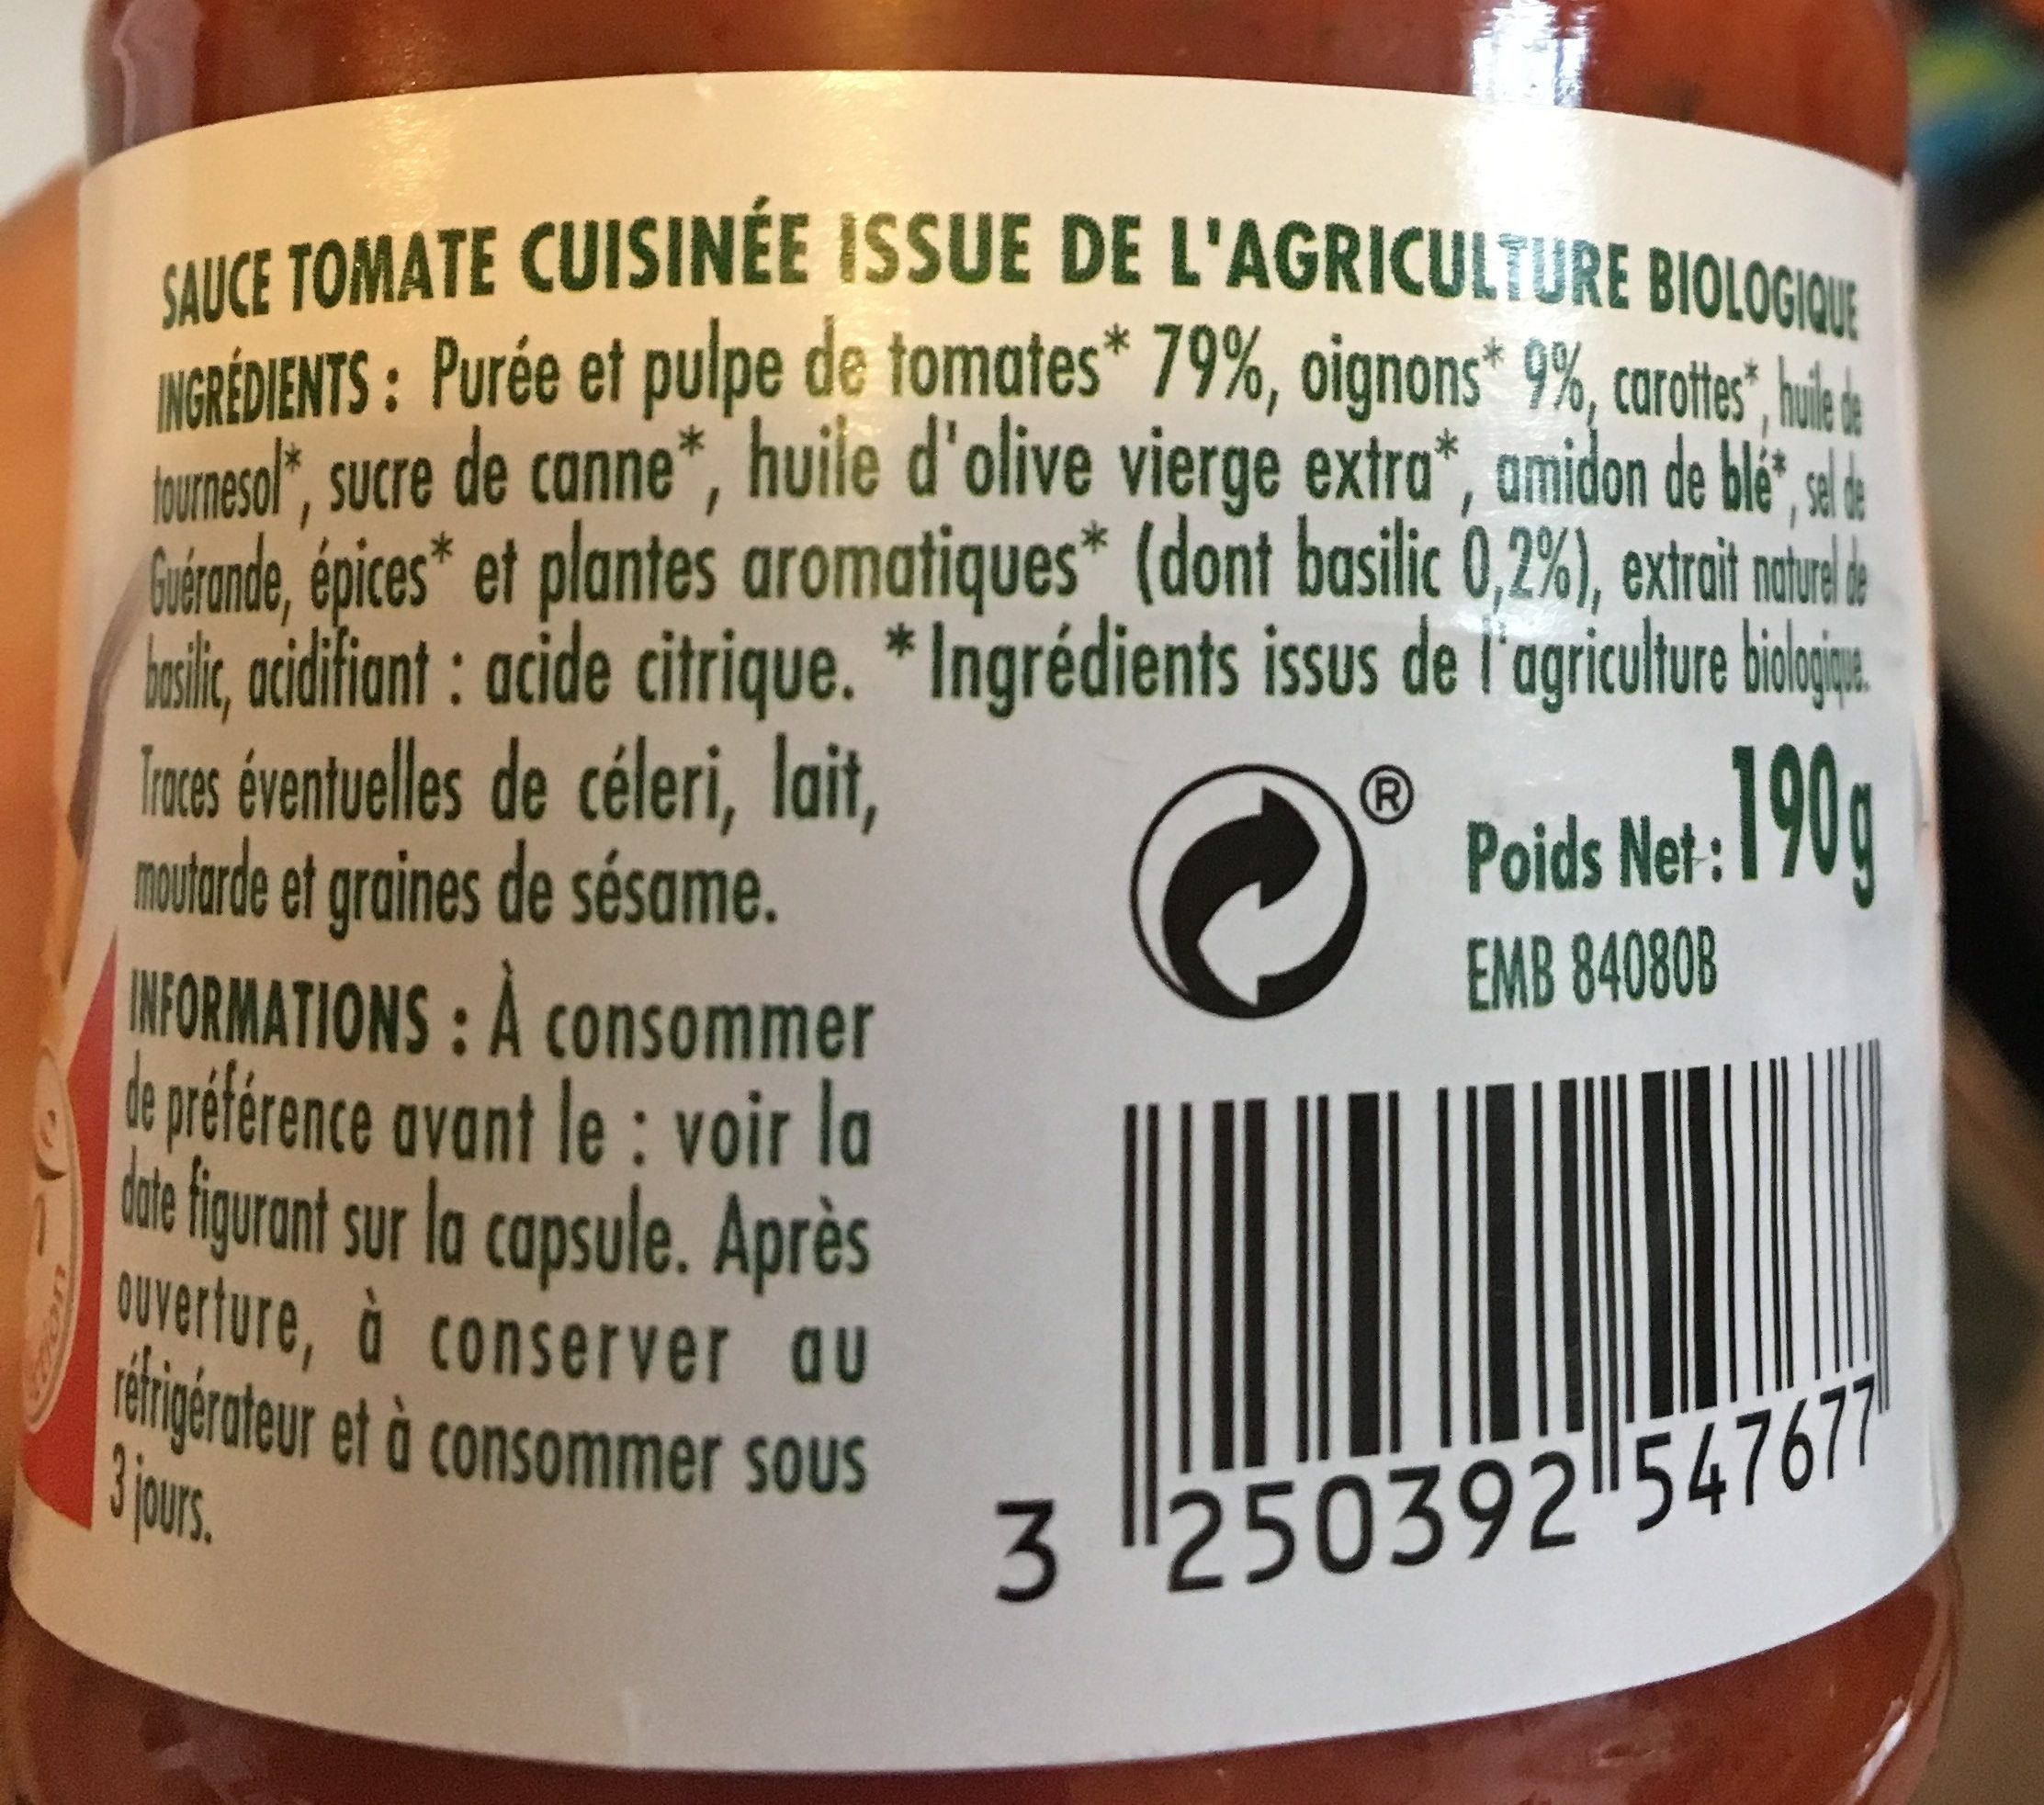 SAUCE TOMATE CUISINÉE ISSUE DE L'AGRICULTURE BIOLOGIQUE
INGRÉDIENTS : Purée et pulpe de tomates* 79%, oignons* 9%, carottes*, huile de
tournesol*, sucre de canne*, huile d'olive vierge extra*, amidon de blé*, sel de
Guérande, épices* et plantes aromatiques* (dont basilic 0,2%), extrait naturel de
basilic, acidifiant : acide citrique. * Ingrédients issus de l'agriculture biologique.
Traces éventuelles de céleri, lait,
moutarde et graines de sésame.
INFORMATIONS : À consommer
de préférence avant le : voir la
date figurant sur la capsule. Après
ouverture, à conserver au
réfrigérateur et à consommer sous
3 jours.
®
Poids Net : 190g
EMB 84080B
3 250392 547677